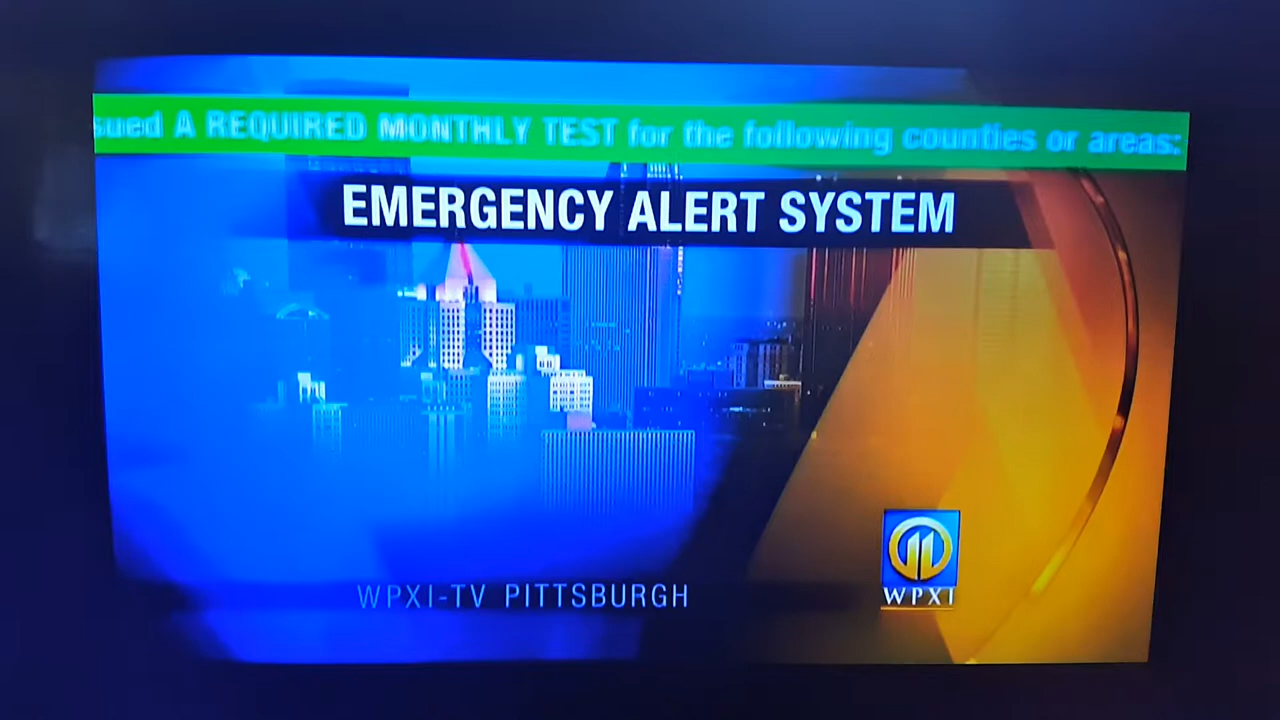 sued A REQUIRED MONTHLY TEST for the following counties or areas:
EMERGENCY ALERT SYSTEM
11
WPXI
WPXI-TV PITTSBURGH